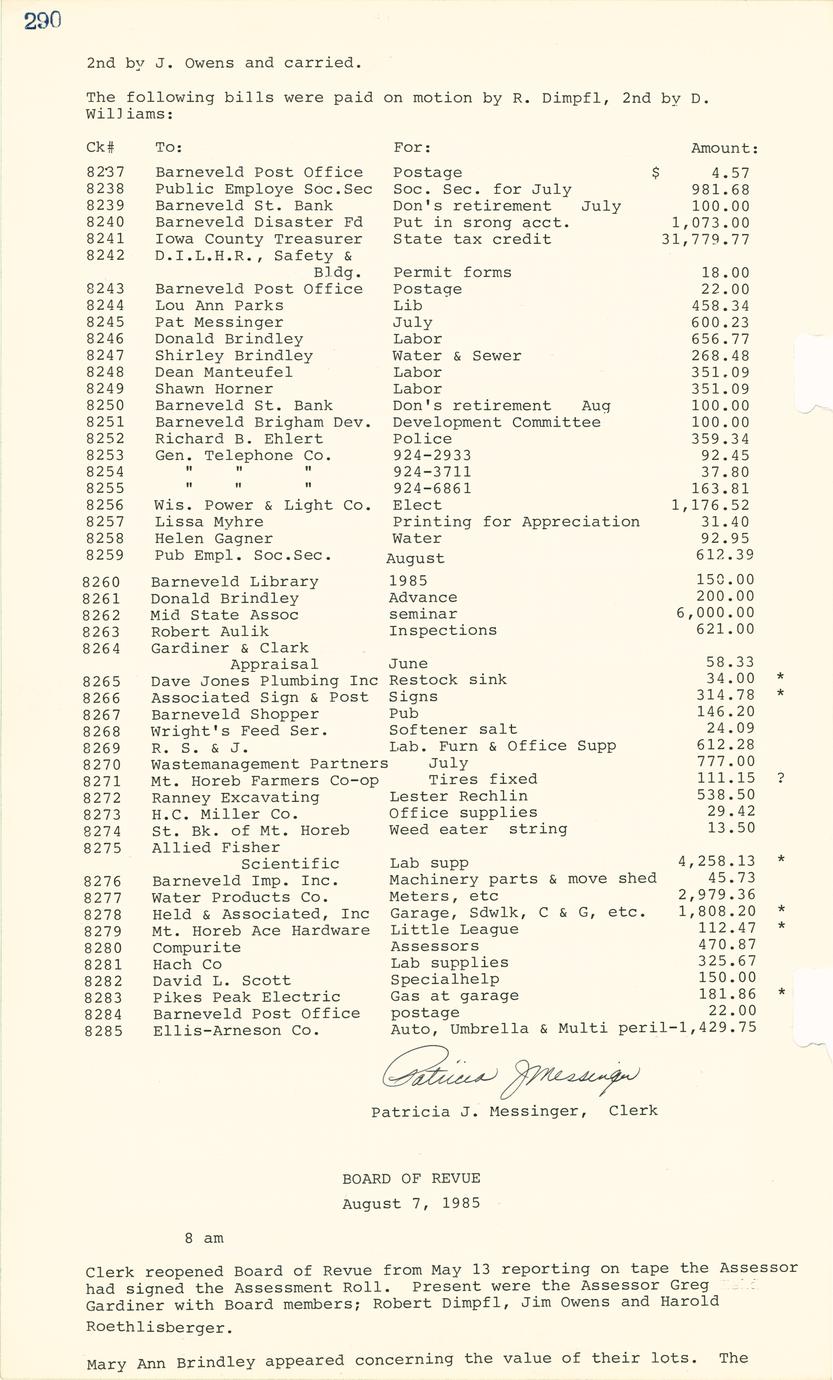 290
2nd by J. Owens and carried.
The following bills were paid on motion by R. Dimpfl, 2nd by D.
Williams:
Ck# To: For: Amount:
8237 Barneveld Post Office Postage $ 4.57
8238 Public Employe Soc.Sec Soc. Sec. for July 981.68
8239 Barneveld St. Bank Don's retirement July 100.00
8240 Barneveld Disaster Fd Put in srong acct. 1,073.00
8241 Iowa County Treasurer State tax credit 31,779.77
8242 D.I.L.H.R., Safety &
Bldg. Permit forms 18.00
8243 Barneveld Post Office Postage 22.00
8244 Lou Ann Parks Lib 458.34
8245 Pat Messinger July 600.23
8246 Donald Brindley Labor 656.77
8247 Shirley Brindley Water & Sewer 268.48
8248 Dean Manteufel Labor 351.09
8249 Shawn Horner Labor 351.09
8250 Barneveld St. Bank Don's retirement Aug 100.00
8251 Barneveld Brigham Dev. Development Committee 100.00
8252 Richard B. Ehlert Police 359.34
8253 Gen. Telephone Co. 924-2933 92.45
8254 " " " 924-3711 37.80
8255 " " " 924-6861 163.81
8256 Wis. Power & Light Co. Elect 1,176.52
8257 Lissa Myhre Printing for Appreciation 31.40
8258 Helen Gagner Water 92.95
8259 Pub Empl. Soc.Sec. August 612.39
8260 Barneveld Library 1985 150.00
8261 Donald Brindley Advance 200.00
8262 Mid State Assoc seminar 6,000.00
8263 Robert Aulik Inspections 621.00
8264 Gardiner & Clark
Appraisal June 58.33
8265 Dave Jones Plumbing Inc Restock sink 34.00 *
8266 Associated Sign & Post Signs 314.78 *
8267 Barneveld Shopper Pub 146.20
8268 Wright's Feed Ser. Softener salt 24.09
8269 R. S. & J. Lab. Furn & Office Supp 612.28
8270 Wastemanagement Partners July 777.00
8271 Mt. Horeb Farmers Co-op Tires fixed 111.15 ?
8272 Ranney Excavating Lester Rechlin 538.50
8273 H.C. Miller Co. Office supplies 29.42
8274 St. Bk. of Mt. Horeb Weed eater string 13.50
8275 Allied Fisher
Scientific Lab supp 4,258.13 *
8276 Barneveld Imp. Inc. Machinery parts & move shed 45.73
8277 Water Products Co. Meters, etc 2,979.36
8278 Held & Associated, Inc Garage, Sdwlk, C & G, etc. 1,808.20 *
8279 Mt. Horeb Ace Hardware Little League 112.47 *
8280 Compurite Assessors 470.87
8281 Hach Co Lab supplies 325.67
8282 David L. Scott Specialhelp 150.00
8283 Pikes Peak Electric Gas at garage 181.86 *
8284 Barneveld Post Office postage 22.00
8285 Ellis-Arneson Co. Auto, Umbrella & Multi peril-1,429.75
Patricia J Messinger
Patricia J. Messinger, Clerk
BOARD OF REVUE
August 7, 1985
8 am
Clerk reopened Board of Revue from May 13 reporting on tape the Assessor
had signed the Assessment Roll. Present were the Assessor Greg
Gardiner with Board members; Robert Dimpfl, Jim Owens and Harold
Roethlisberger.
Mary Ann Brindley appeared concerning the value of their lots. The